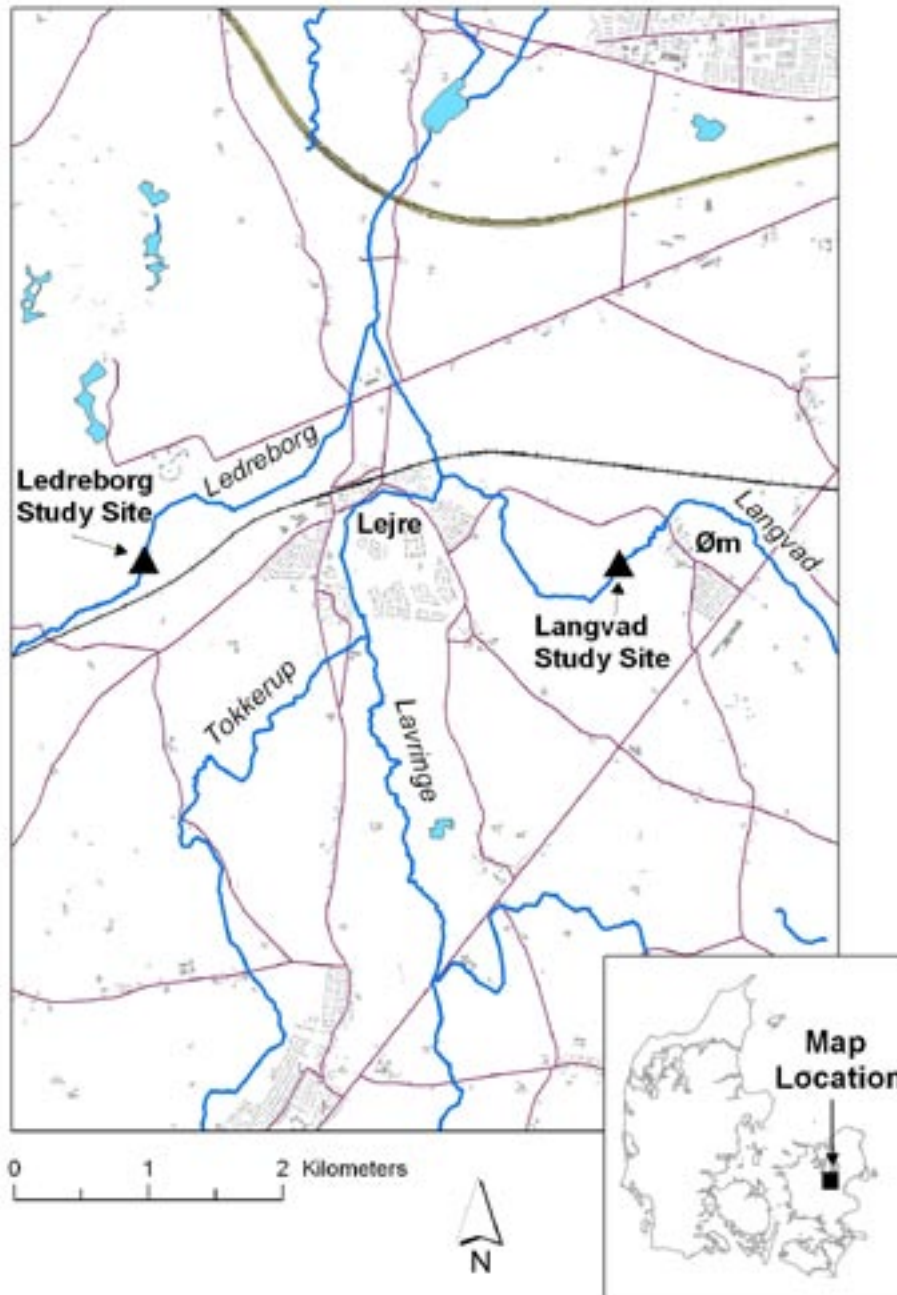 Ledreborg
Ledreborg
Study Site
Lejre
Langvad
Øm
Langvad
Study Site
Tokkerup
Lavringe
Map
Location
0 1 2 Kilometers
N